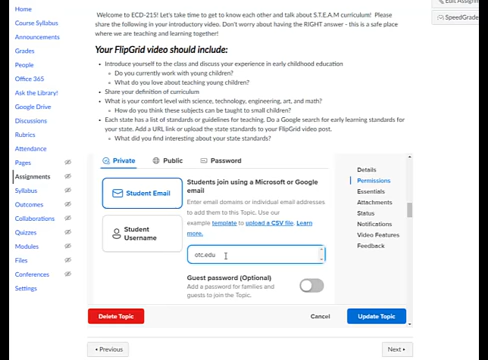 Home
Course Syllabus
Announcements
Grades
People
Office 365
Ask the Library!
Google Drive
Discussions
Rubrics
Attendance
Pages
Assignments
Syllabus
Outcomes
Collaborations
Quizzes
Modules
Files
Conferences
Settings
Welcome to ECD-215! Let's take time to get to know each other and talk about S.T.E.A.M curriculum! Please
share the following in your introductory video. Don't worry about having the RIGHT answer - this is a safe place
where we are teaching and learning together!
Your FlipGrid video should include:
• Introduce yourself to the class and discuss your experience in early childhood education
◦ Do you currently work with young children?
◦ What do you love about teaching young children?
• Share your definition of curriculum
• What is your comfort level with science, technology, engineering, art, and math?
◦ How do you think these subjects can be taught to small children?
• Each state has a list of standards or guidelines for teaching. Do a Google search for early learning standards for
your state. Add a URL link or upload the state standards to your FlipGrid video post.
◦ What did you find interesting about your state standards?
Private
Public
Password
Student Email
Student
Username
Students join using a Microsoft or Google
email
Enter email domains or individual email addresses
to add them to this Topic. Use our
example template to upload a CSV file. Learn
more.
otc.edu
Guest password (Optional)
Add a password for families and
guests to join the Topic.
Details
Permissions
Essentials
Attachments
Status
Notifications
Video Features
Feedback
Delete Topic
Cancel
Update Topic
‹ Previous
Next ›
SpeedGrade